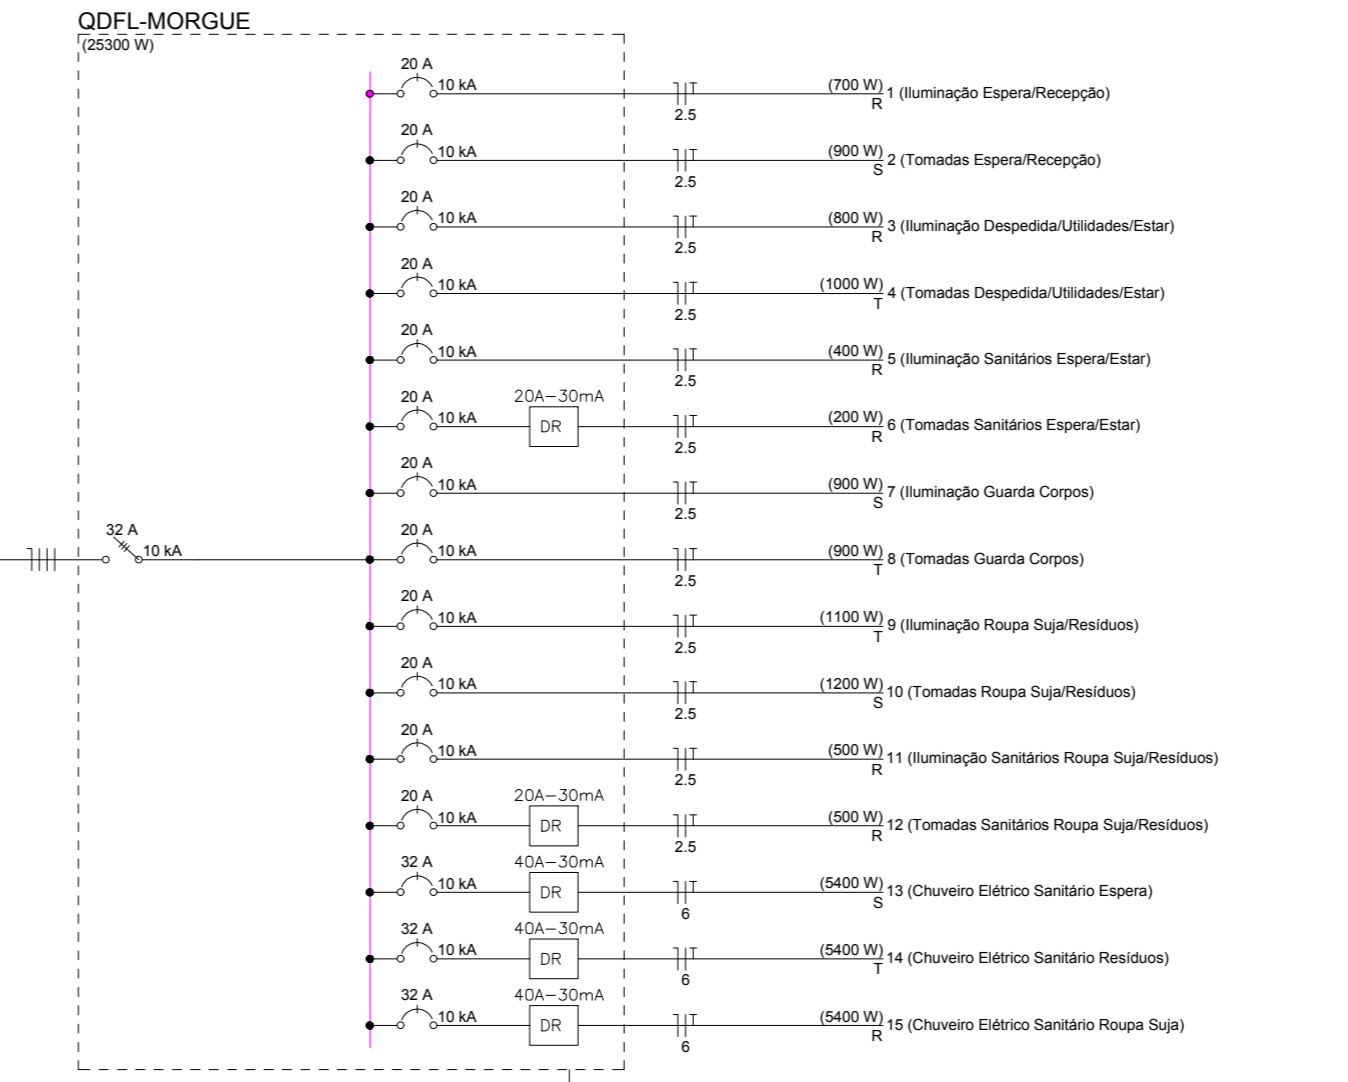 QDFL-MORGUE
(25300 W)
32 A
10 kA
20 A
10 kA
T
2.5
(700 W)
R
1 (Iluminação Espera/Recepção)
20 A
10 kA
T
2.5
(900 W)
S
2 (Tomadas Espera/Recepção)
20 A
10 kA
T
2.5
(800 W)
R
3 (Iluminação Despedida/Utilidades/Estar)
20 A
10 kA
T
2.5
(1000 W)
T
4 (Tomadas Despedida/Utilidades/Estar)
20 A
10 kA
T
2.5
(400 W)
R
5 (Iluminação Sanitários Espera/Estar)
20 A
10 kA
20A-30mA
DR
T
2.5
(200 W)
R
6 (Tomadas Sanitários Espera/Estar)
20 A
10 kA
T
2.5
(900 W)
S
7 (Iluminação Guarda Corpos)
20 A
10 kA
T
2.5
(900 W)
T
8 (Tomadas Guarda Corpos)
20 A
10 kA
T
2.5
(1100 W)
T
9 (Iluminação Roupa Suja/Resíduos)
20 A
10 kA
T
2.5
(1200 W)
S
10 (Tomadas Roupa Suja/Resíduos)
20 A
10 kA
T
2.5
(500 W)
R
11 (Iluminação Sanitários Roupa Suja/Resíduos)
20 A
10 kA
20A-30mA
DR
T
2.5
(500 W)
R
12 (Tomadas Sanitários Roupa Suja/Resíduos)
32 A
10 kA
40A-30mA
DR
T
6
(5400 W)
S
13 (Chuveiro Elétrico Sanitário Espera)
32 A
10 kA
40A-30mA
DR
T
6
(5400 W)
T
14 (Chuveiro Elétrico Sanitário Resíduos)
32 A
10 kA
40A-30mA
DR
T
6
(5400 W)
R
15 (Chuveiro Elétrico Sanitário Roupa Suja)